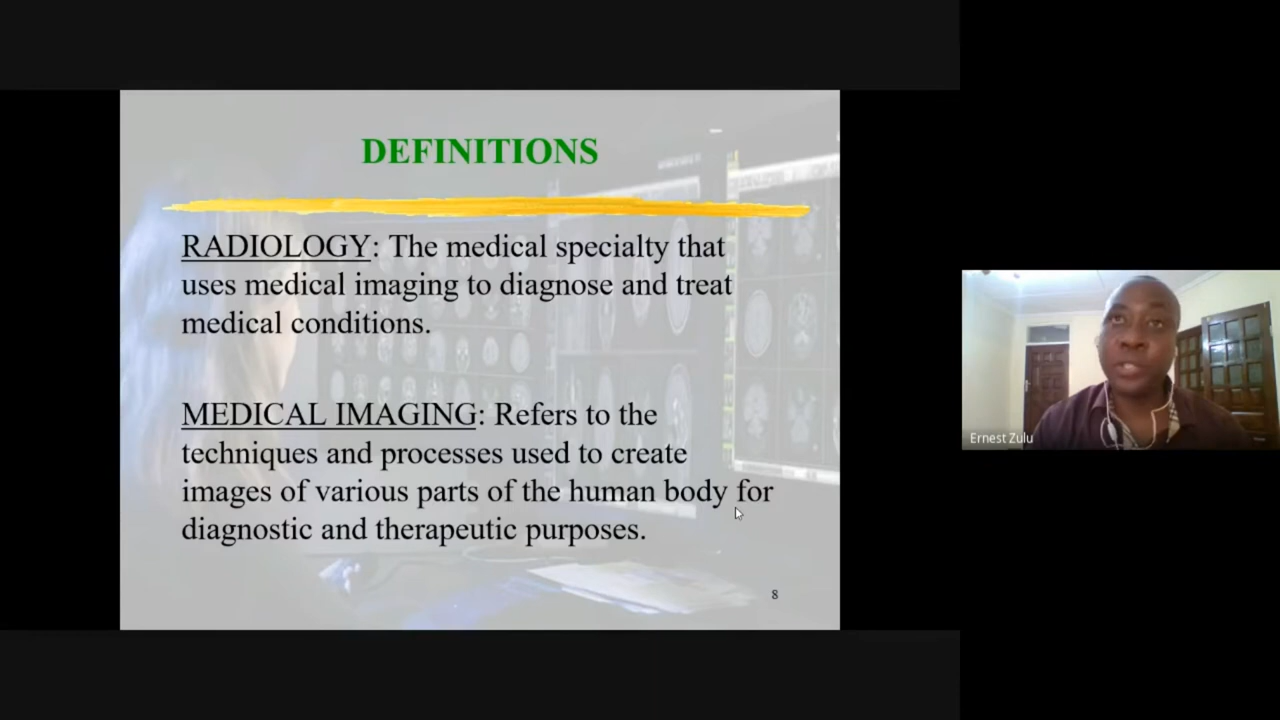 DEFINITIONS
RADIOLOGY: The medical specialty that
uses medical imaging to diagnose and treat
medical conditions.
MEDICAL IMAGING: Refers to the
techniques and processes used to create
images of various parts of the human body for
diagnostic and therapeutic purposes.
8
Ernest Zulu